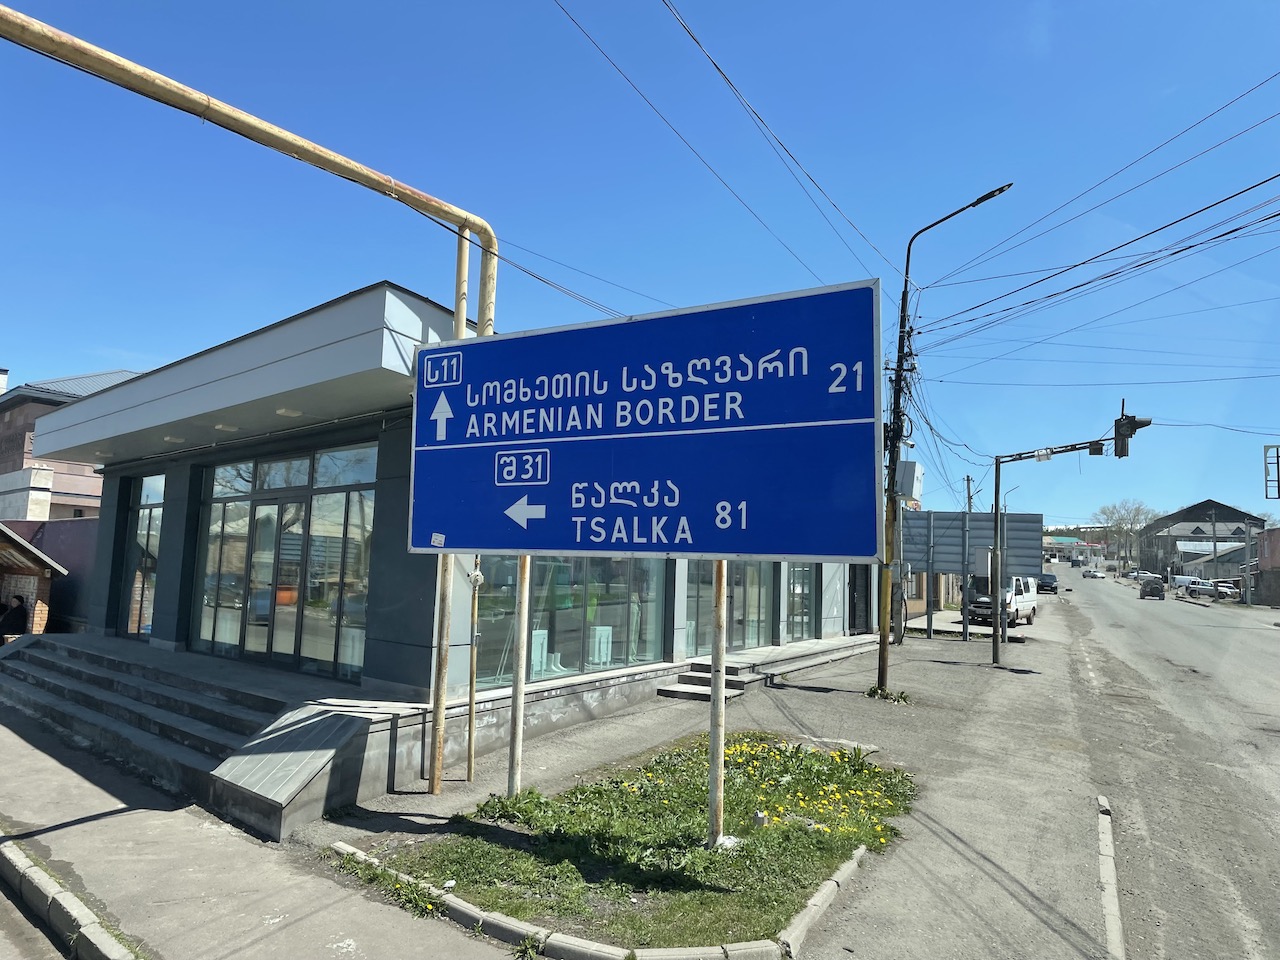 ს11
სომხეთის საზღვარი 21
ARMENIAN BORDER
შ31
წალკა
TSALKA 81